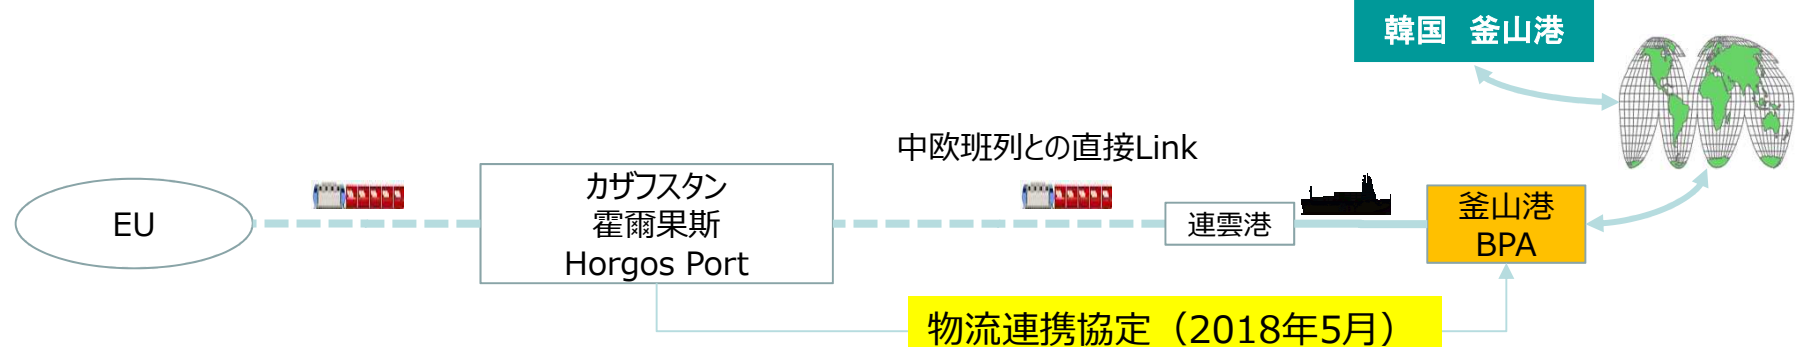 韓国 釜山港
中欧班列との直接Link
EU
カザフスタン
霍爾果斯
Horgos Port
連雲港
釜山港
BPA
物流連携協定（2018年5月）